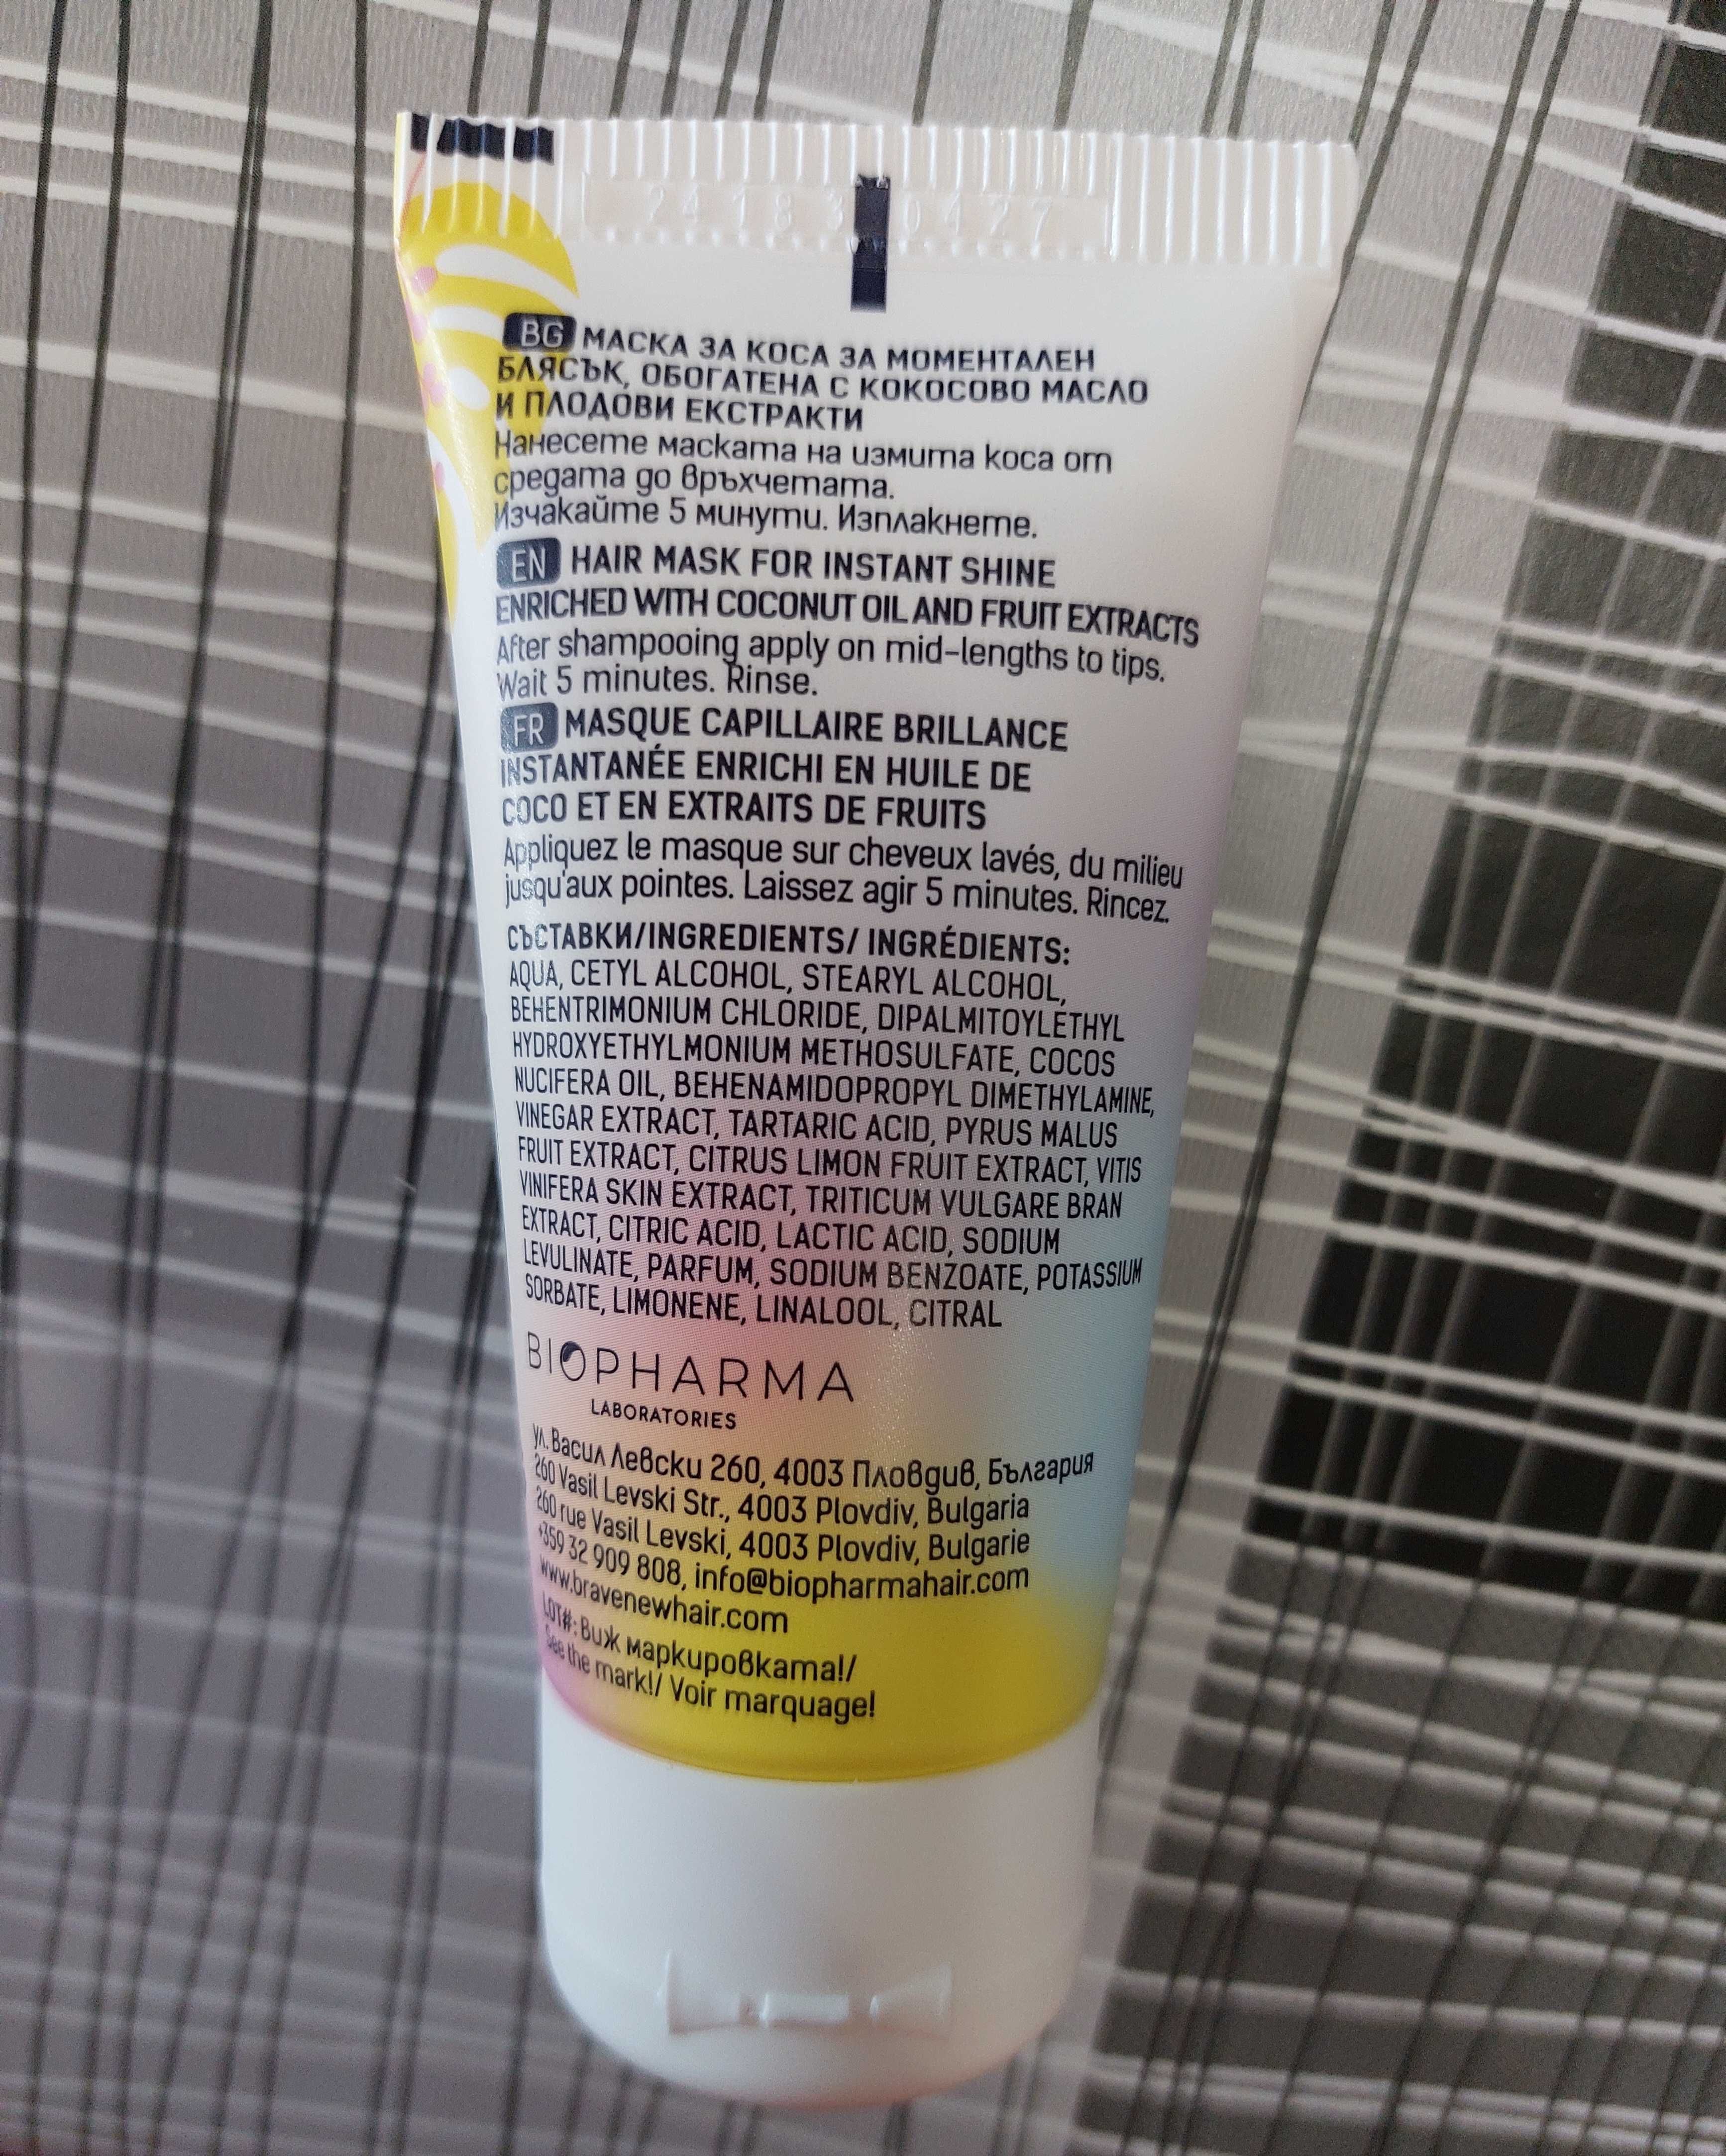 24183 0427
BG МАСКА ЗА КОСА ЗА МОМЕНТАЛЕН
БЛЯСЪК, ОБОГАТЕНА С КОКОСОВО МАСЛО
И ПЛОДОВИ ЕКСТРАКТИ
Нанесете маската на измита коса от
средата до връхчетата.
Изчакайте 5 минути. Изплакнете.
EN HAIR MASK FOR INSTANT SHINE
ENRICHED WITH COCONUT OIL AND FRUIT EXTRACTS
After shampooing apply on mid-lengths to tips.
Wait 5 minutes. Rinse.
FR MASQUE CAPILLAIRE BRILLANCE
INSTANTANÉE ENRICHI EN HUILE DE
COCO ET EN EXTRAITS DE FRUITS
Appliquez le masque sur cheveux lavés, du milieu
jusqu'aux pointes. Laissez agir 5 minutes. Rincez.
СЪСТАВКИ/INGREDIENTS/ INGRÉDIENTS:
AQUA, CETYL ALCOHOL, STEARYL ALCOHOL,
BEHENTRIMONIUM CHLORIDE, DIPALMITOYLETHYL
HYDROXYETHYLMONIUM METHOSULFATE, COCOS
NUCIFERA OIL, BEHENAMIDOPROPYL DIMETHYLAMINE,
VINEGAR EXTRACT, TARTARIC ACID, PYRUS MALUS
FRUIT EXTRACT, CITRUS LIMON FRUIT EXTRACT, VITIS
VINIFERA SKIN EXTRACT, TRITICUM VULGARE BRAN
EXTRACT, CITRIC ACID, LACTIC ACID, SODIUM
LEVULINATE, PARFUM, SODIUM BENZOATE, POTASSIUM
SORBATE, LIMONENE, LINALOOL, CITRAL
BIOPHARMA
LABORATORIES
ул. Васил Левски 260, 4003 Пловдив, България
260 Vasil Levski Str., 4003 Plovdiv, Bulgaria
260 rue Vasil Levski, 4003 Plovdiv, Bulgarie
+359 32 909 808, info@biopharmahair.com
www.bravenewhair.com
LOT#: Виж маркировката!/
See the mark!/ Voir marquage!